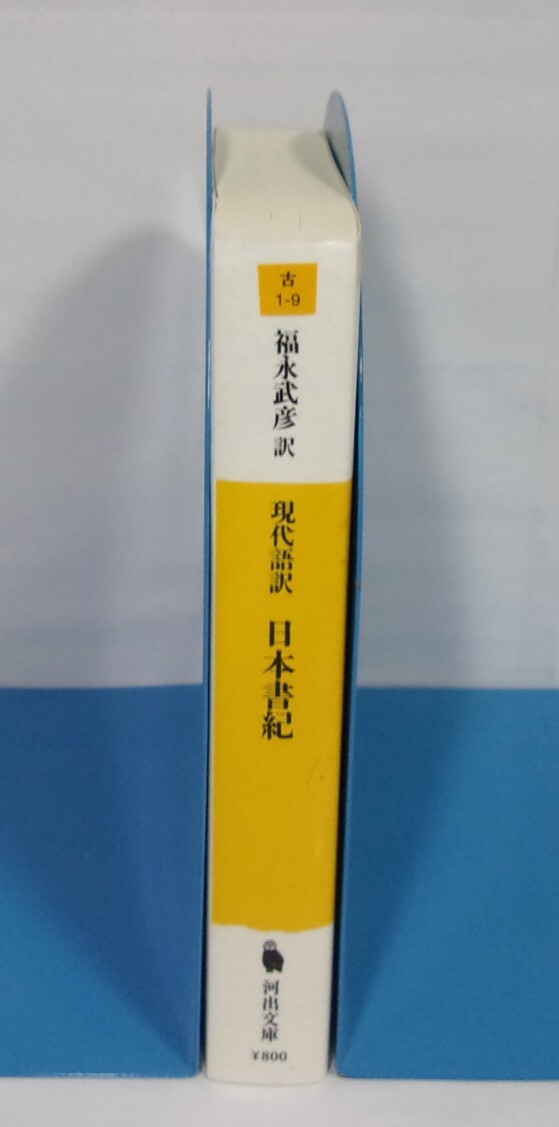 古
1-9
福永武彦 訳
現代語訳 日本書紀
河出文庫
¥800